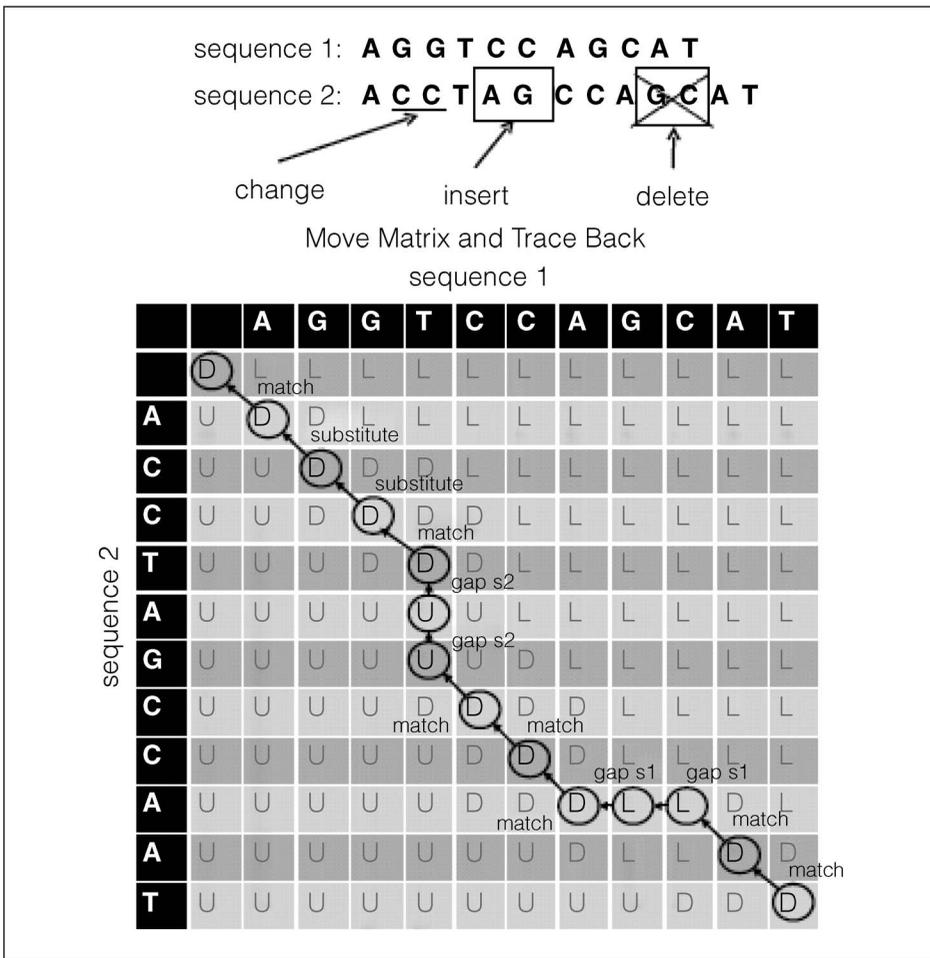 sequence 1: A G G T C C A G C A T
sequence 2: A C C T A G C C A G C A T
change insert delete
Move Matrix and Trace Back
sequence 1
A G G T C C A G C A T
D L L L L L L L L L L L
match
A U D D L L L L L L L L L
substitute
C U U D D D L L L L L L L
substitute
C U U D D D D L L L L L L
match
T U U U D D D L L L L L L
gap s2
A U U U U U U L L L L L L
gap s2
G U U U U U U D L L L L L
C U U U U D D D D L L L L
match match
C U U U U U D D D L L L L
gap s1 gap s1
A U U U U U D D D L L D L
match match
A U U U U U U U D L L D D
match
T U U U U U U U U U D D D
sequence 2